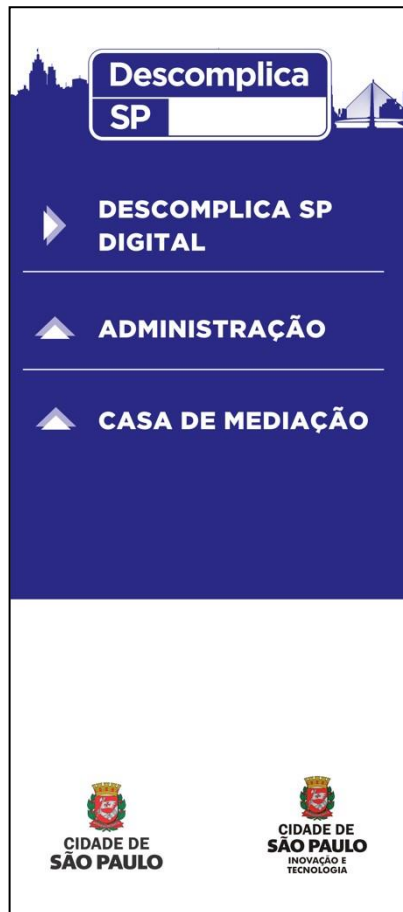 Descomplica
SP
DESCOMPLICA SP
DIGITAL
ADMINISTRAÇÃO
CASA DE MEDIAÇÃO
CIDADE DE
SÃO PAULO
CIDADE DE
SÃO PAULO
INOVAÇÃO E
TECNOLOGIA